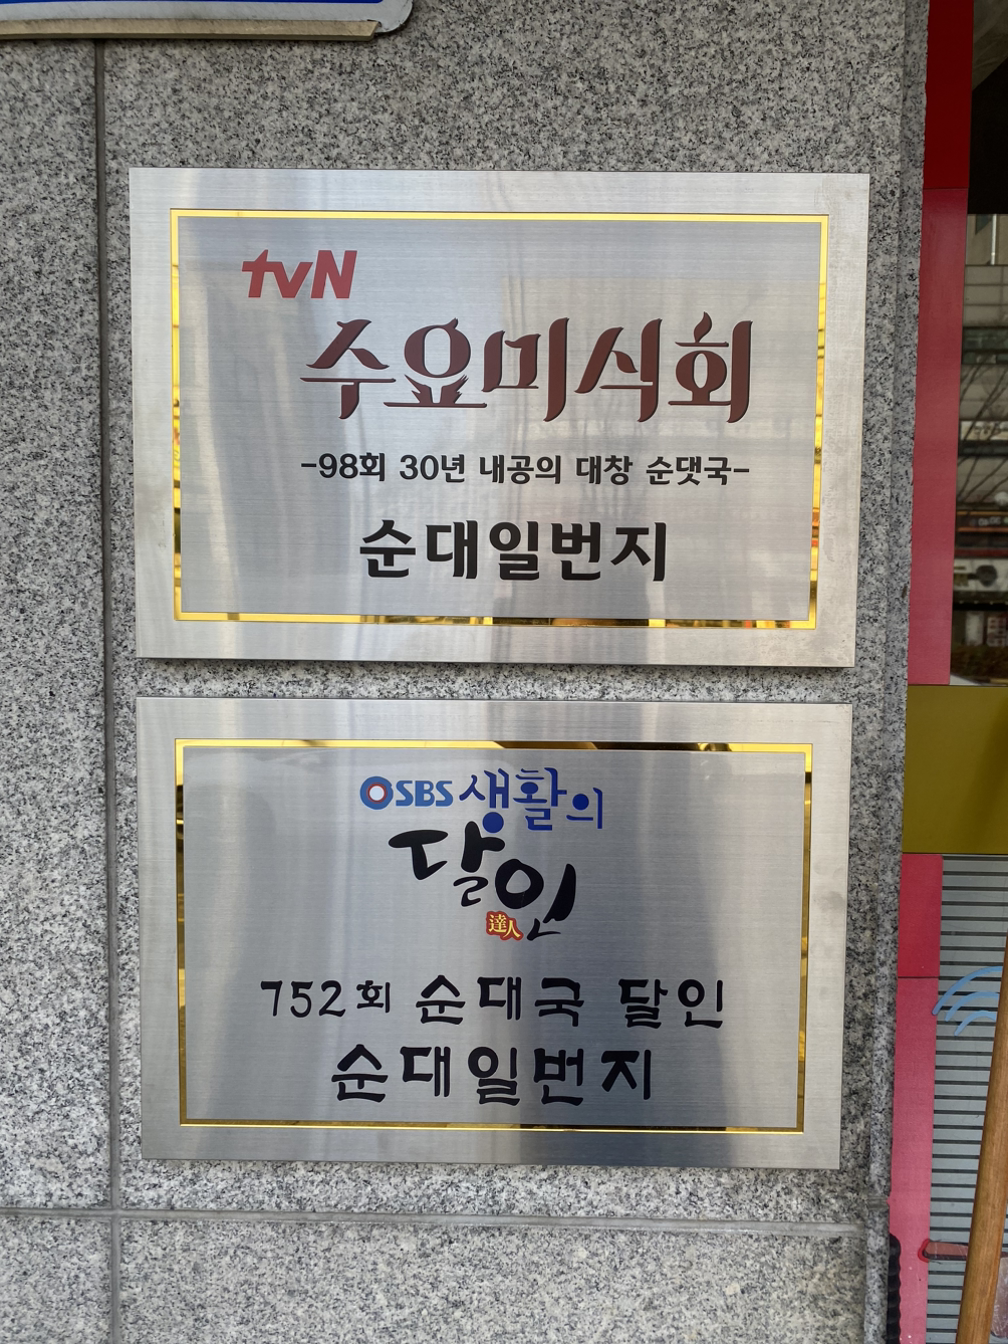 tvN
수요미식회
-98회 30년 내공의 대창 순댓국-
순대일번지
SBS 생활의
달인
達人
752회 순대국 달인
순대일번지